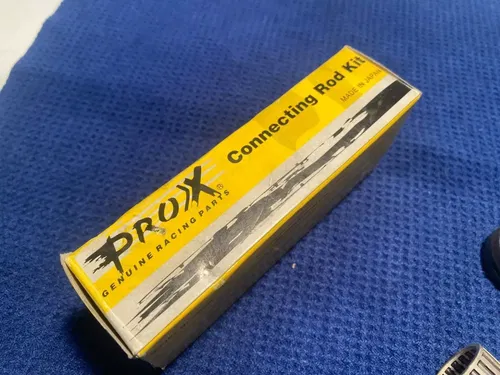 PROX®
GENUINE RACING PARTS
Connecting Rod Kit
MADE IN JAPAN